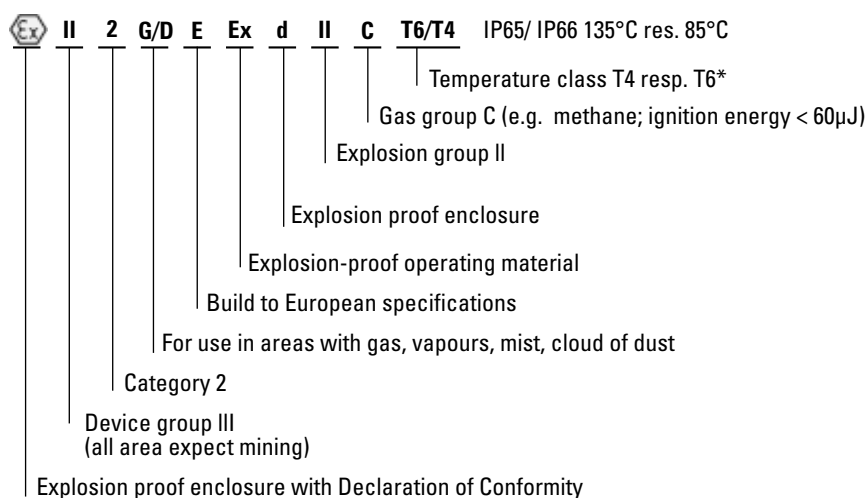 Ex II 2 G/D E Ex d II C T6/T4 IP65/ IP66 135°C res. 85°C
Temperature class T4 resp. T6*
Gas group C (e.g. methane; ignition energy < 60µJ)
Explosion group II
Explosion proof enclosure
Explosion-proof operating material
Build to European specifications
For use in areas with gas, vapours, mist, cloud of dust
Category 2
Device group III
(all area expect mining)
Explosion proof enclosure with Declaration of Conformity